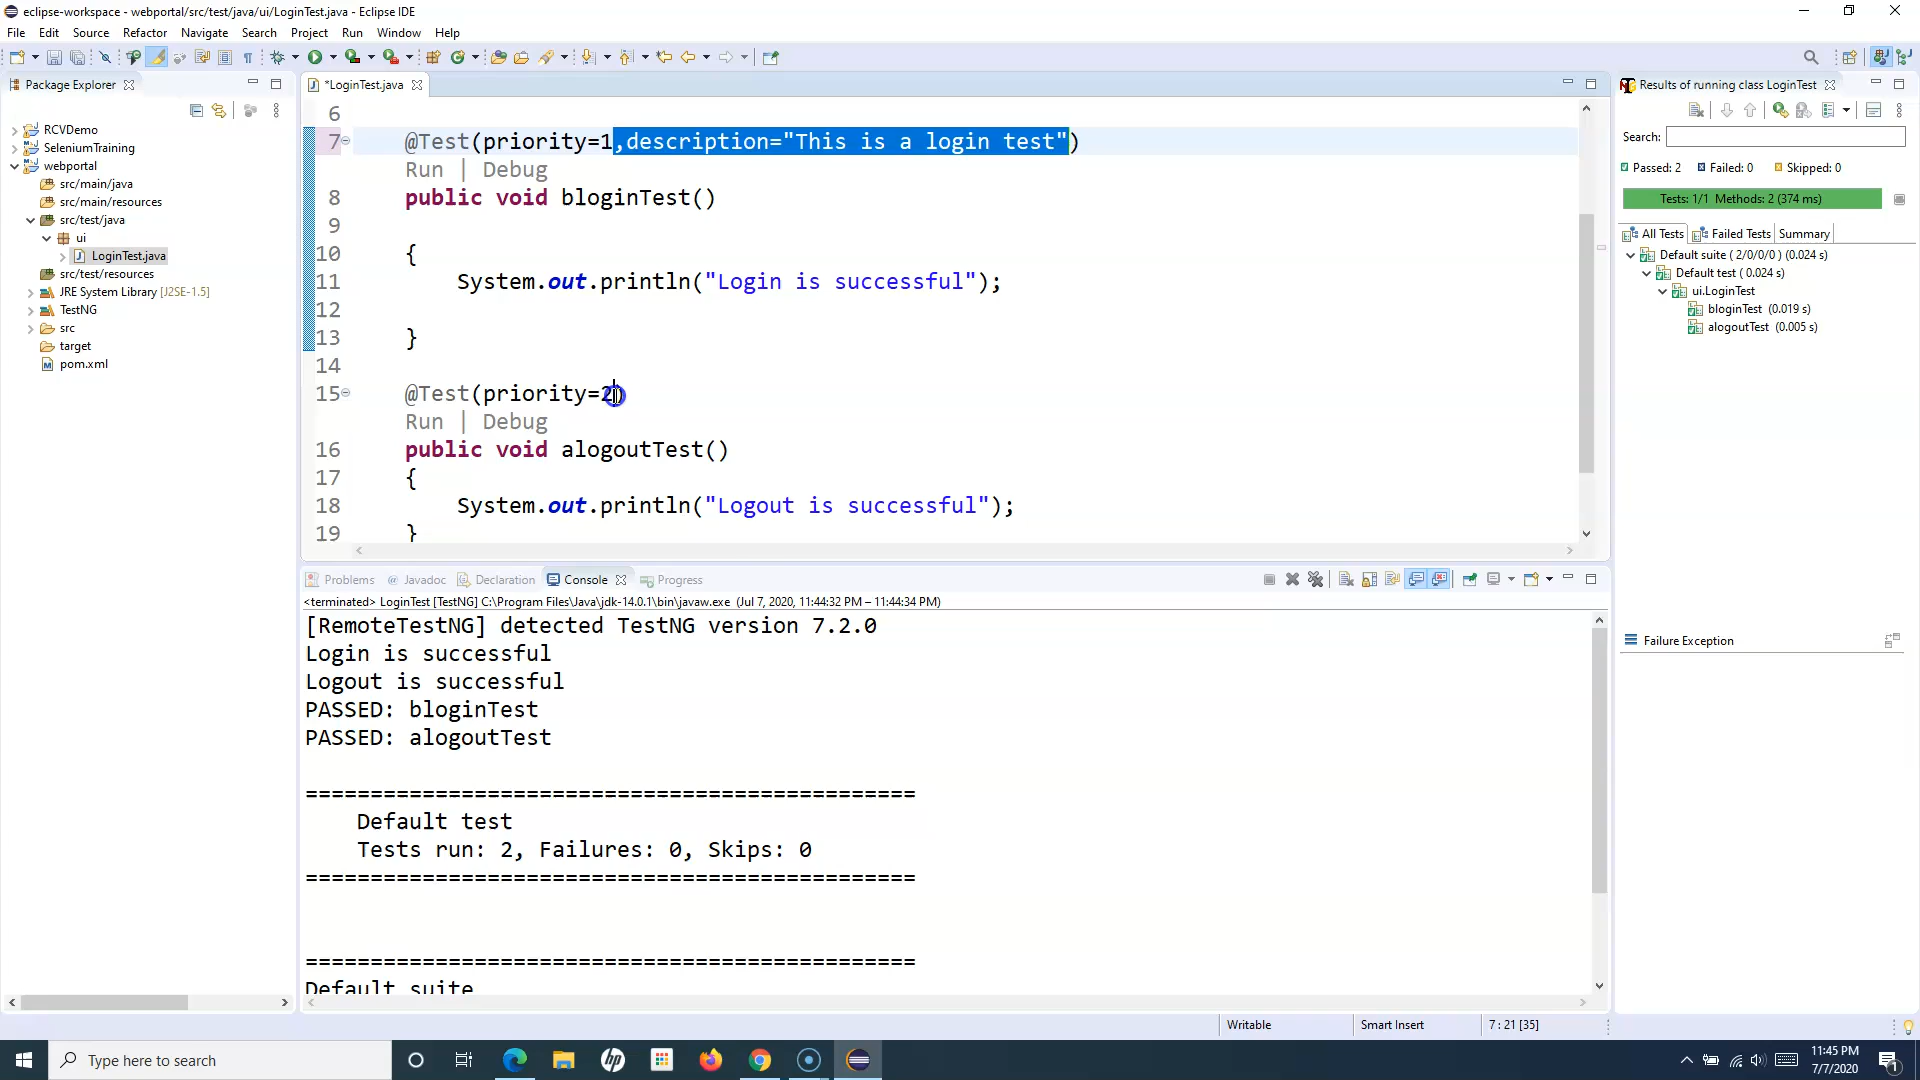 eclipse-workspace - webportal/src/test/java/ui/LoginTest.java - Eclipse IDE
File Edit Source Refactor Navigate Search Project Run Window Help
Package Explorer
RCVDemo
SeleniumTraining
webportal
src/main/java
src/main/resources
src/test/java
ui
LoginTest.java
src/test/resources
JRE System Library [J2SE-1.5]
TestNG
src
target
pom.xml
*LoginTest.java
6
7 @Test(priority=1,description="This is a login test")
Run | Debug
8 public void bloginTest()
9
10 {
11 System.out.println("Login is successful");
12
13 }
14
15 @Test(priority=2)
Run | Debug
16 public void alogoutTest()
17 {
18 System.out.println("Logout is successful");
19 }
Problems @ Javadoc Declaration Console Progress
<terminated> LoginTest [TestNG] C:\Program Files\Java\jdk-14.0.1\bin\javaw.exe (Jul 7, 2020, 11:44:32 PM – 11:44:34 PM)
[RemoteTestNG] detected TestNG version 7.2.0
Login is successful
Logout is successful
PASSED: bloginTest
PASSED: alogoutTest
===============================================
Default test
Tests run: 2, Failures: 0, Skips: 0
===============================================
===============================================
Default suite
Results of running class LoginTest
Search:
Passed: 2 Failed: 0 Skipped: 0
Tests: 1/1 Methods: 2 (374 ms)
All Tests Failed Tests Summary
Default suite ( 2/0/0/0 ) (0.024 s)
Default test ( 0.024 s)
ui.LoginTest
bloginTest (0.019 s)
alogoutTest (0.005 s)
Failure Exception
Writable Smart Insert 7 : 21 [35]
Type here to search
hp
11:45 PM
7/7/2020
1